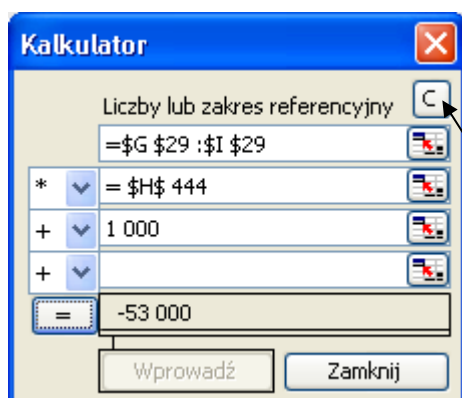 Kalkulator
Liczby lub zakres referencyjny C
=$G $29 :$I $29
* = $H$ 444
+ 1 000
+
= -53 000
Wprowadź Zamknij